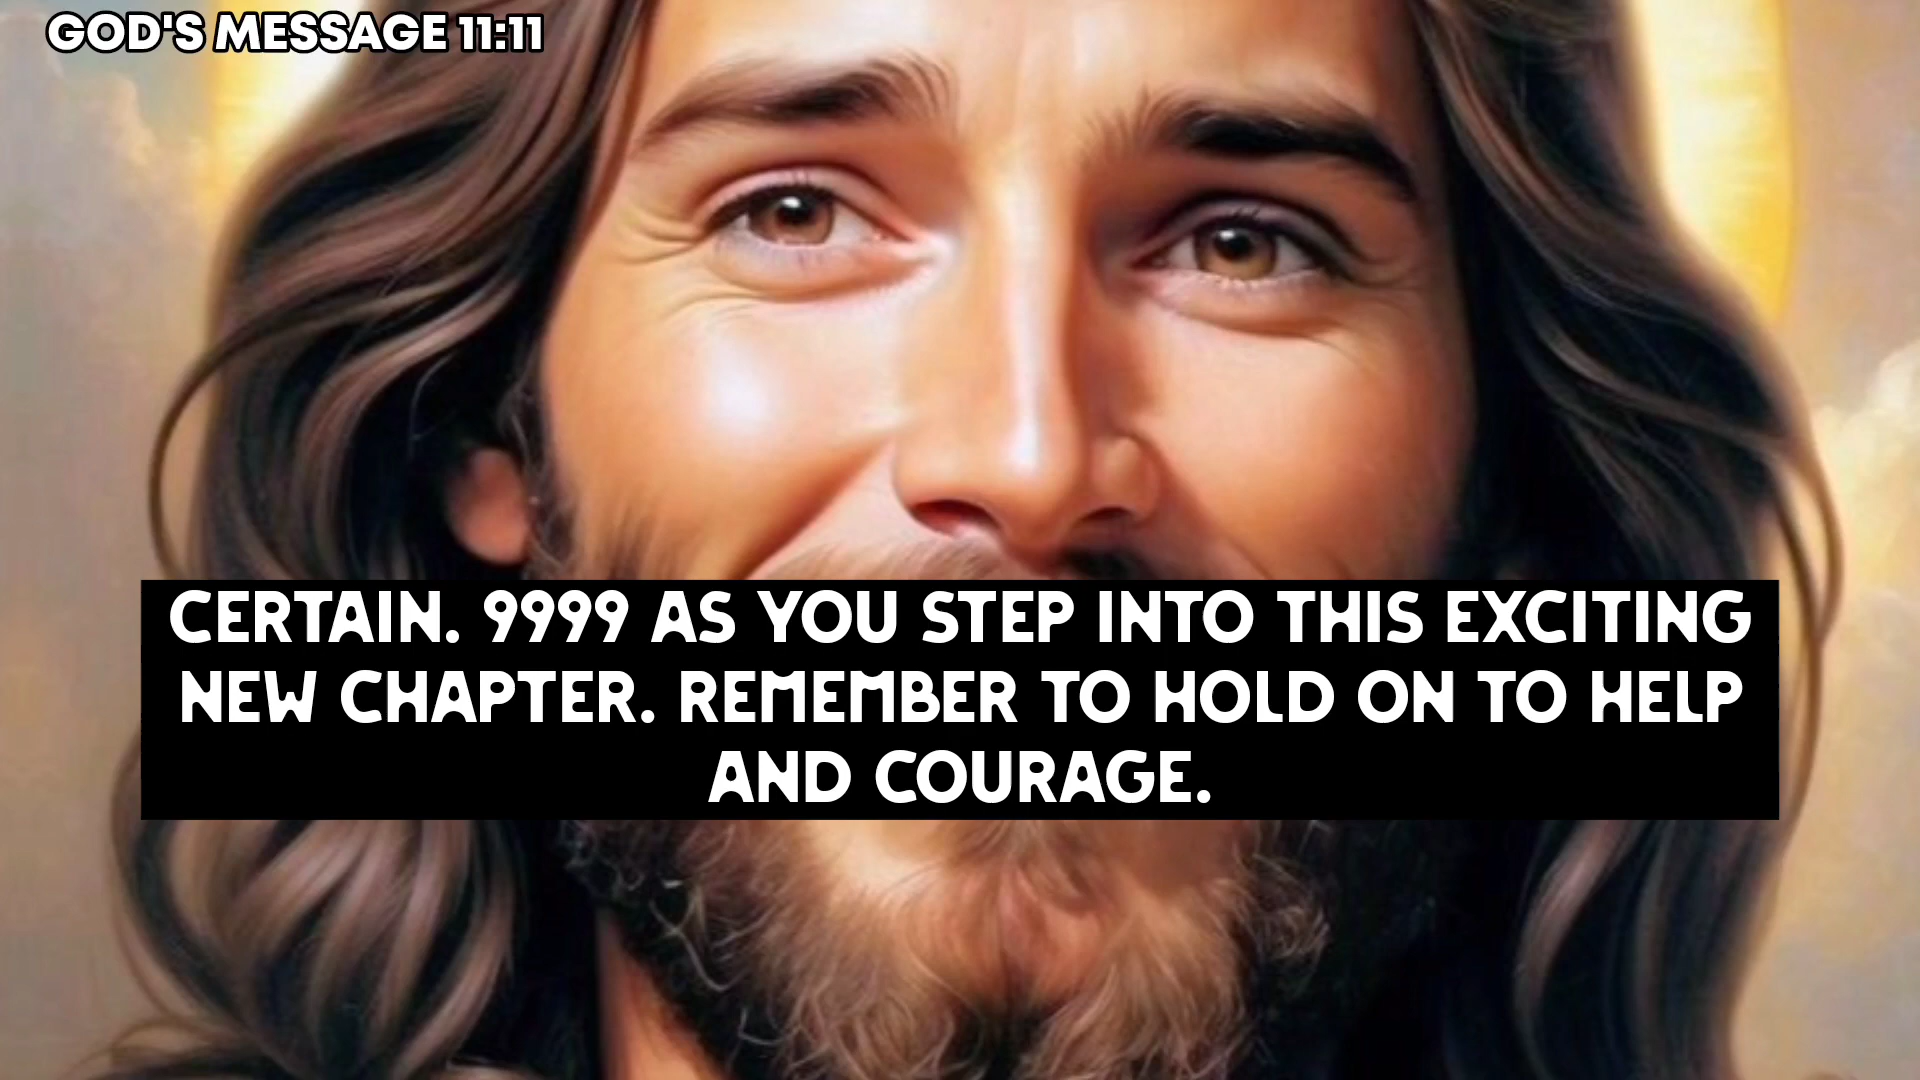 GOD'S MESSAGE 11:11
CERTAIN. 9999 AS YOU STEP INTO THIS EXCITING
NEW CHAPTER. REMEMBER TO HOLD ON TO HELP
AND COURAGE.